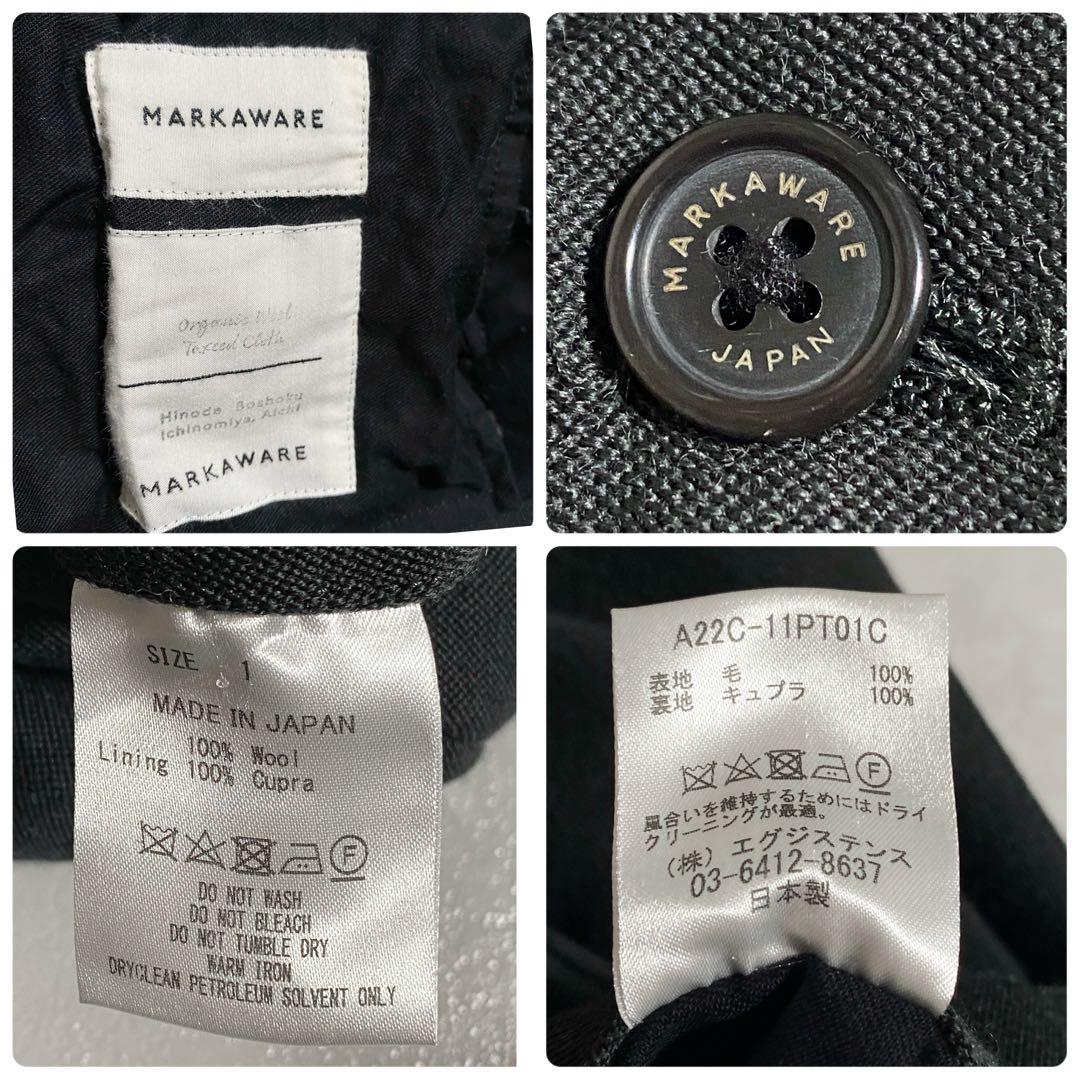 MARKAWARE
Organic Wool
Tuxeed Cloth
Hinode Boshoku
Ichinomiya, Aichi
MARKAWARE
MARKAWARE
JAPAN
SIZE 1
MADE IN JAPAN
100% Wool
Lining 100% Cupra
DO NOT WASH
DO NOT BLEACH
DO NOT TUMBLE DRY
WARM IRON
DRYCLEAN PETROLEUM SOLVENT ONLY
A22C-11PT01C
表地 毛 100%
裏地 キュプラ 100%
F
風合いを維持するためにはドライ
クリーニングが最適。
(株) エグジステンス
03-6412-8637
日本製